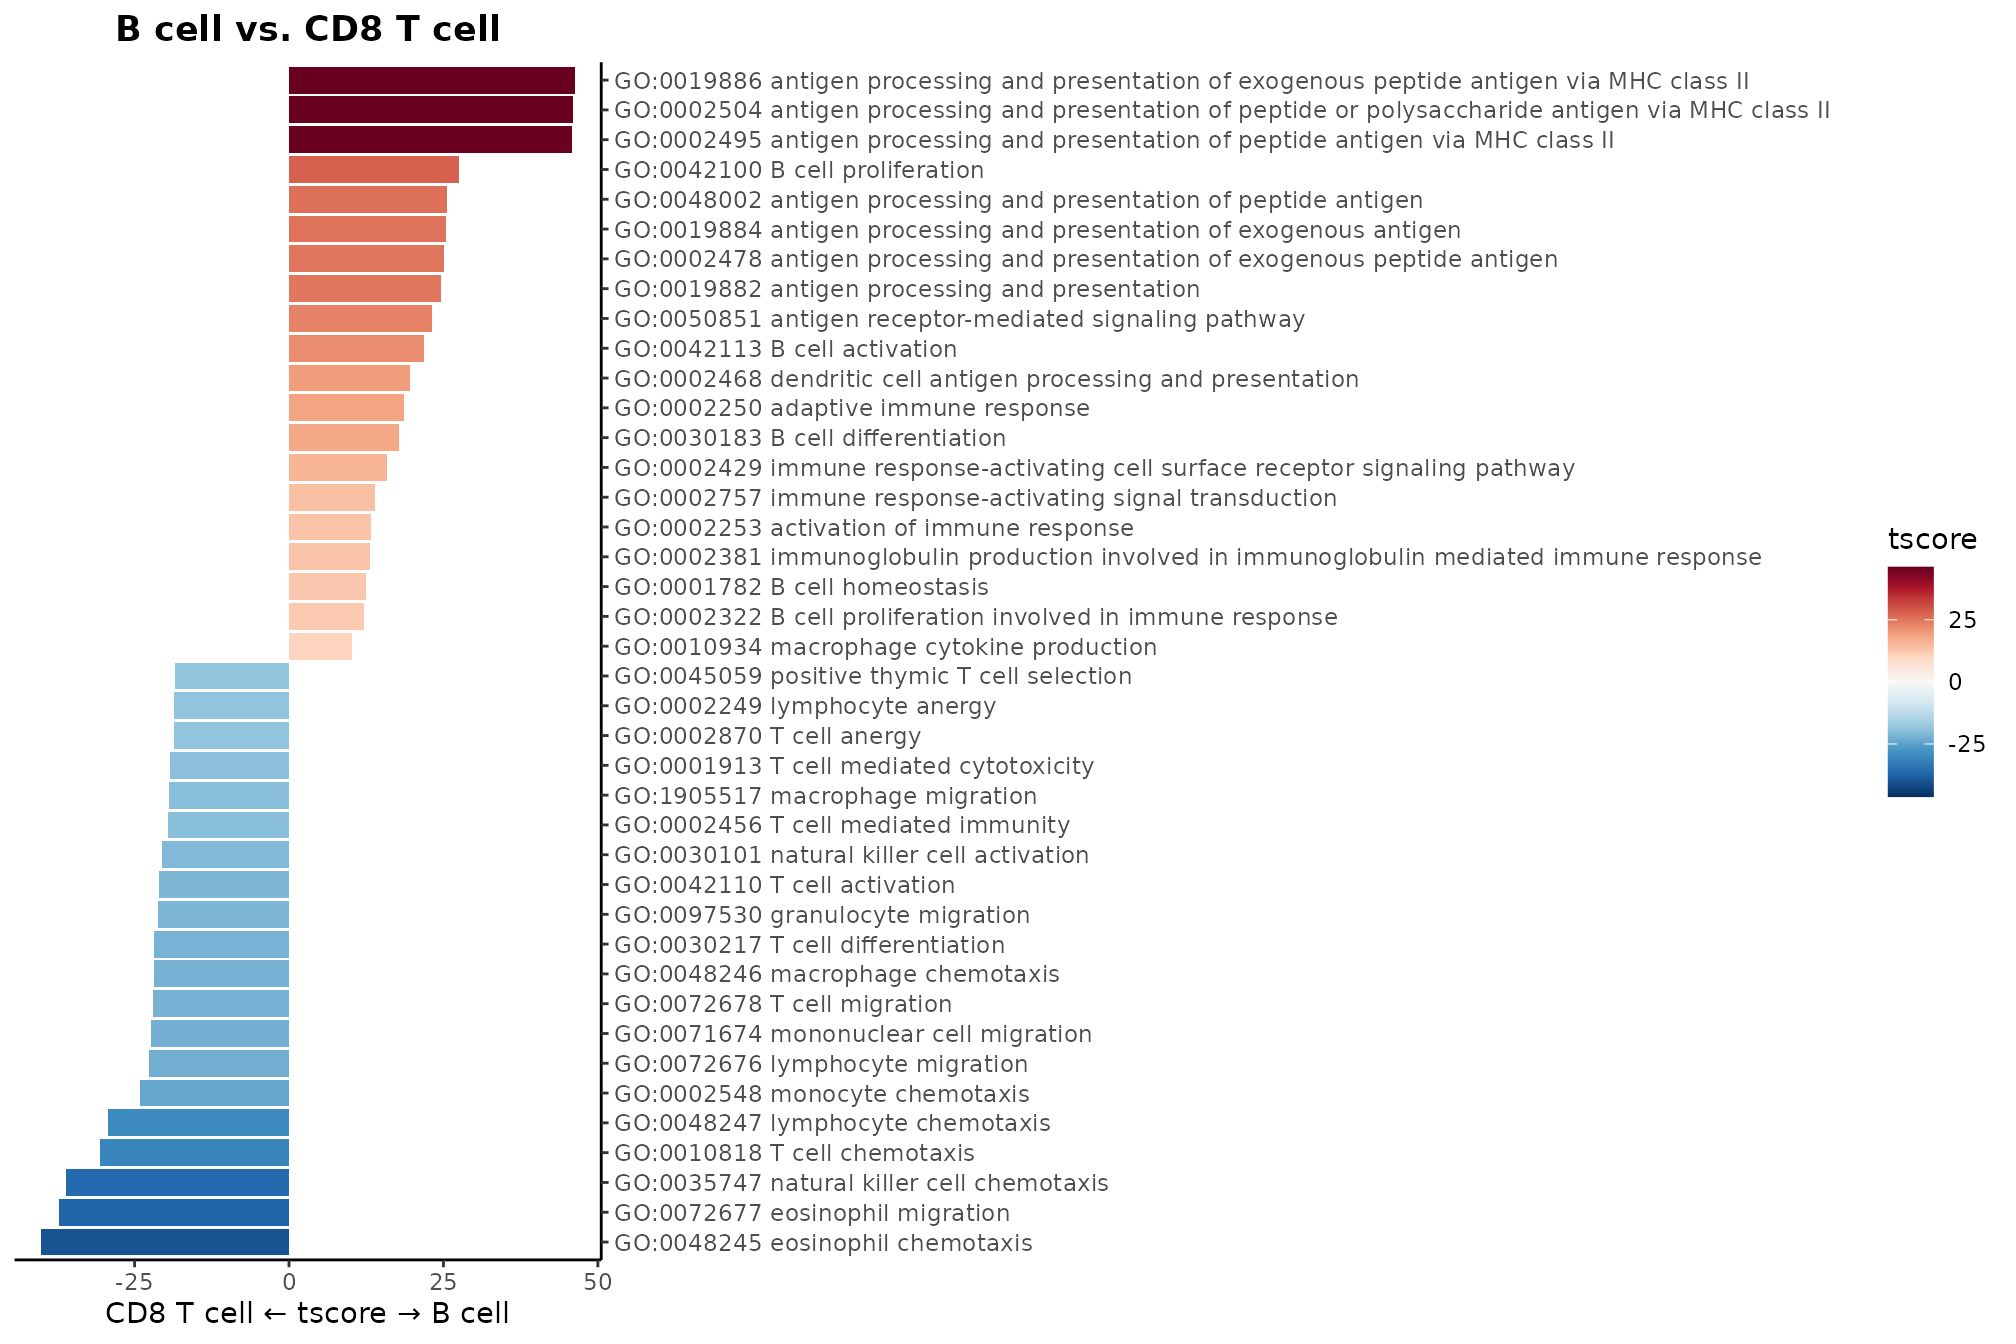 B cell vs. CD8 T cell
GO:0019886 antigen processing and presentation of exogenous peptide antigen via MHC class II
GO:0002504 antigen processing and presentation of peptide or polysaccharide antigen via MHC class II
GO:0002495 antigen processing and presentation of peptide antigen via MHC class II
GO:0042100 B cell proliferation
GO:0048002 antigen processing and presentation of peptide antigen
GO:0019884 antigen processing and presentation of exogenous antigen
GO:0002478 antigen processing and presentation of exogenous peptide antigen
GO:0019882 antigen processing and presentation
GO:0050851 antigen receptor-mediated signaling pathway
GO:0042113 B cell activation
GO:0002468 dendritic cell antigen processing and presentation
GO:0002250 adaptive immune response
GO:0030183 B cell differentiation
GO:0002429 immune response-activating cell surface receptor signaling pathway
GO:0002757 immune response-activating signal transduction
GO:0002253 activation of immune response
GO:0002381 immunoglobulin production involved in immunoglobulin mediated immune response
GO:0001782 B cell homeostasis
GO:0002322 B cell proliferation involved in immune response
GO:0010934 macrophage cytokine production
GO:0045059 positive thymic T cell selection
GO:0002249 lymphocyte anergy
GO:0002870 T cell anergy
GO:0001913 T cell mediated cytotoxicity
GO:1905517 macrophage migration
GO:0002456 T cell mediated immunity
GO:0030101 natural killer cell activation
GO:0042110 T cell activation
GO:0097530 granulocyte migration
GO:0030217 T cell differentiation
GO:0048246 macrophage chemotaxis
GO:0072678 T cell migration
GO:0071674 mononuclear cell migration
GO:0072676 lymphocyte migration
GO:0002548 monocyte chemotaxis
GO:0048247 lymphocyte chemotaxis
GO:0010818 T cell chemotaxis
GO:0035747 natural killer cell chemotaxis
GO:0072677 eosinophil migration
GO:0048245 eosinophil chemotaxis
-25 0 25 50
CD8 T cell ← tscore → B cell
tscore
25
0
-25